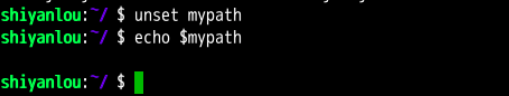 shiyanlou:~/ $ unset mypath
shiyanlou:~/ $ echo $mypath
shiyanlou:~/ $